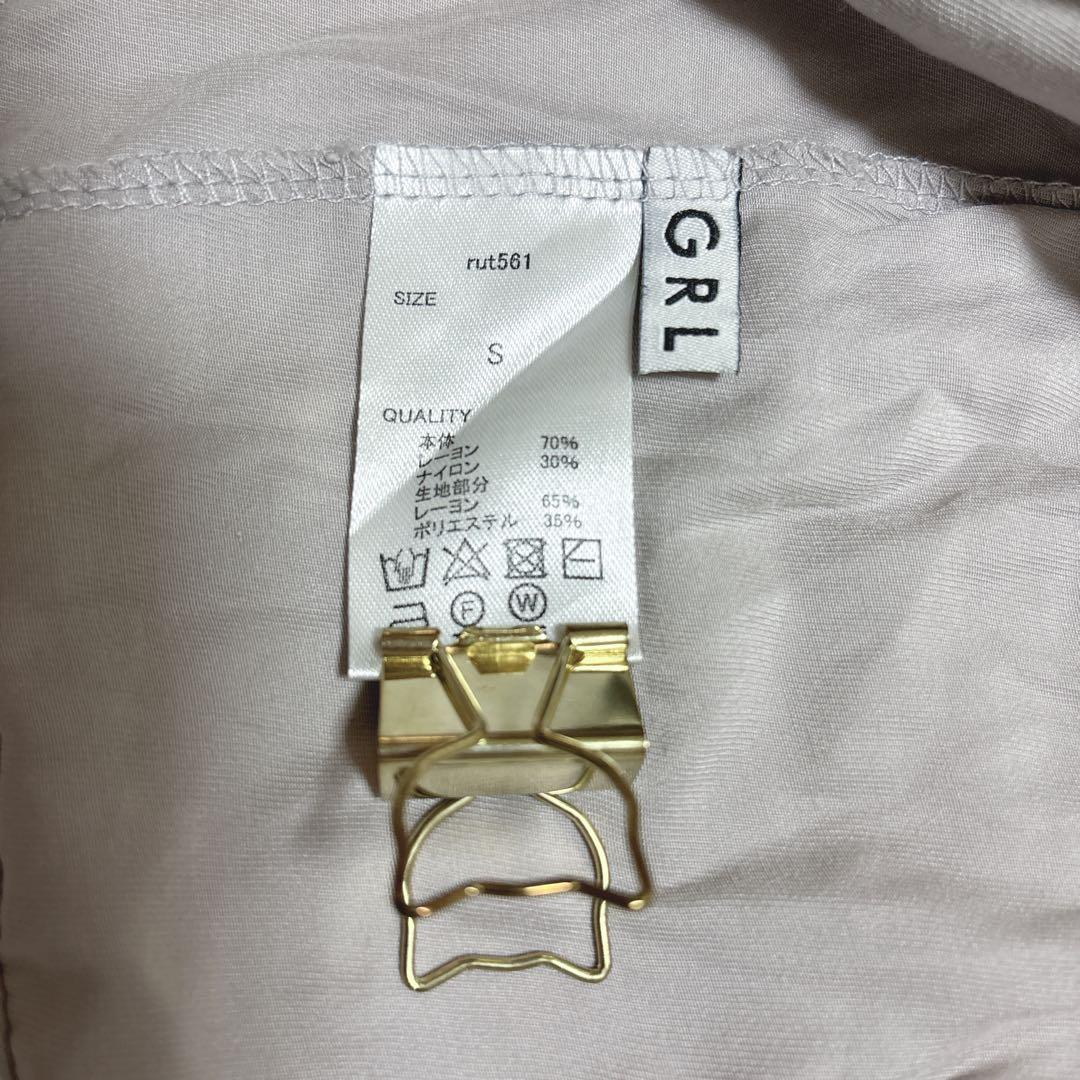 rut561
SIZE
S
QUALITY
本体
レーヨン 70%
ナイロン 30%
生地部分
レーヨン 65%
ポリエステル 35%
F
W
GRL